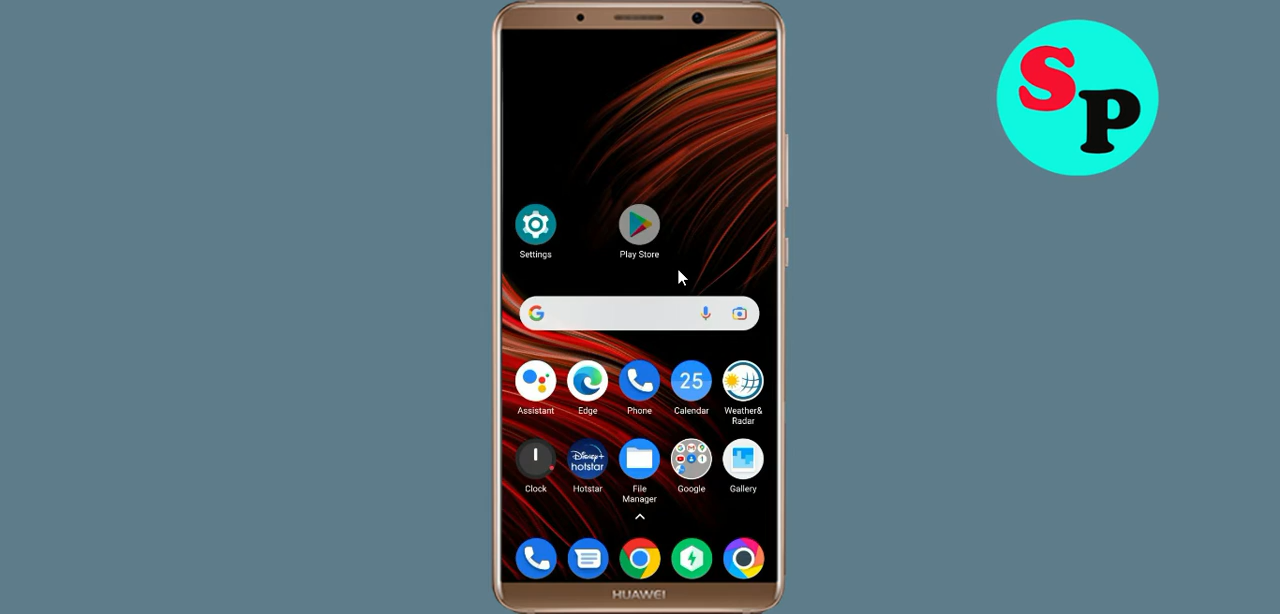 S
P
Settings
Play Store
Assistant
Edge
Phone
25
Calendar
Weather&
Radar
Disney+
hotstar
Clock
Hotstar
File
Manager
Google
Gallery
HUAWEI